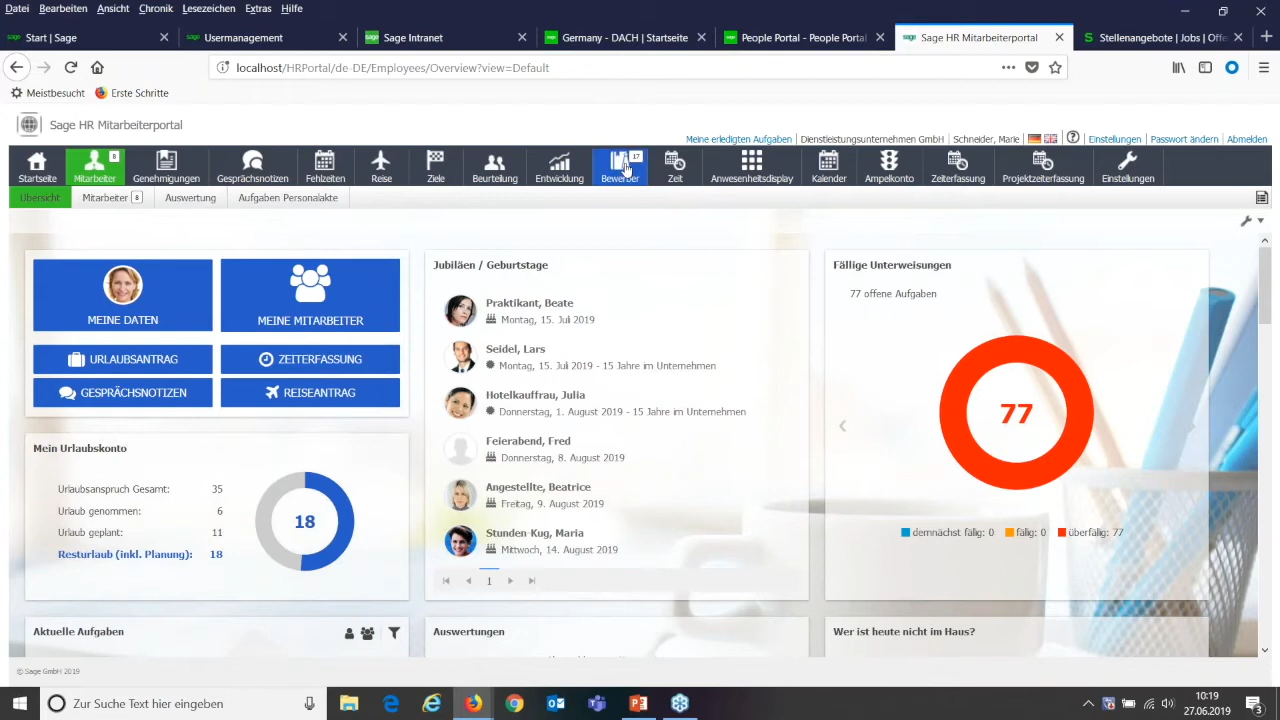 Datei Bearbeiten Ansicht Chronik Lesezeichen Extras Hilfe
sage Start | Sage
sage Usermanagement
sage Sage Intranet
sage Germany - DACH | Startseite
sage People Portal - People Portal
sage Sage HR Mitarbeiterportal
S Stellenangebote | Jobs | Offe
localhost/HRPortal/de-DE/Employees/Overview?view=Default
Meistbesucht Erste Schritte
Sage HR Mitarbeiterportal
Meine erledigten Aufgaben | Dienstleistungsunternehmen GmbH | Schneider, Marie | ? | Einstellungen | Passwort ändern | Abmelden
8 17
Startseite Mitarbeiter Genehmigungen Gesprächsnotizen Fehlzeiten Reise Ziele Beurteilung Entwicklung Bewerber Zeit Anwesenheitsdisplay Kalender Ampelkonto Zeiterfassung Projektzeiterfassung Einstellungen
Übersicht Mitarbeiter 8 Auswertung Aufgaben Personalakte
MEINE DATEN
MEINE MITARBEITER
URLAUBSANTRAG
ZEITERFASSUNG
GESPRÄCHSNOTIZEN
REISEANTRAG
Mein Urlaubskonto
Urlaubsanspruch Gesamt: 35
Urlaub genommen: 6
Urlaub geplant: 11
Resturlaub (inkl. Planung): 18
18
Aktuelle Aufgaben
Jubiläen / Geburtstage
Praktikant, Beate
Montag, 15. Juli 2019
Seidel, Lars
Montag, 15. Juli 2019 - 15 Jahre im Unternehmen
Hotelkauffrau, Julia
Donnerstag, 1. August 2019 - 15 Jahre im Unternehmen
Feierabend, Fred
Donnerstag, 8. August 2019
Angestellte, Beatrice
Freitag, 9. August 2019
Stunden-Kug, Maria
Mittwoch, 14. August 2019
1
Auswertungen
Fällige Unterweisungen
77 offene Aufgaben
77
demnächst fällig: 0 fällig: 0 überfällig: 77
Wer ist heute nicht im Haus?
© Sage GmbH 2019
Zur Suche Text hier eingeben
10:19
27.06.2019
3